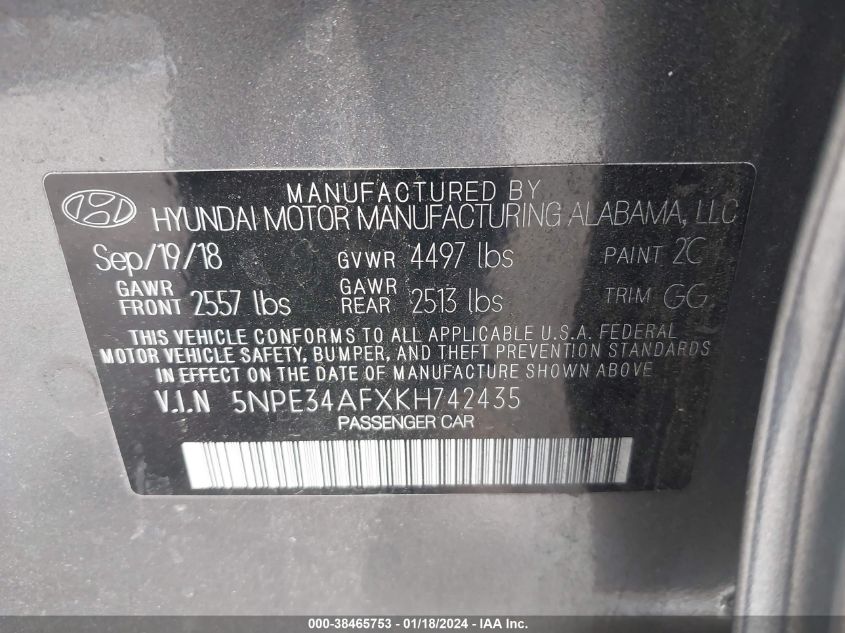 MANUFACTURED BY
HYUNDAI MOTOR MANUFACTURING ALABAMA, LLC
Sep/19/18 GVWR 4497 lbs PAINT 2C
GAWR FRONT 2557 lbs GAWR REAR 2513 lbs TRIM GG
THIS VEHICLE CONFORMS TO ALL APPLICABLE U.S.A. FEDERAL
MOTOR VEHICLE SAFETY, BUMPER, AND THEFT PREVENTION STANDARDS
IN EFFECT ON THE DATE OF MANUFACTURE SHOWN ABOVE
V.I.N 5NPE34AFXKH742435
PASSENGER CAR
000-38465753 - 01/18/2024 - IAA Inc.